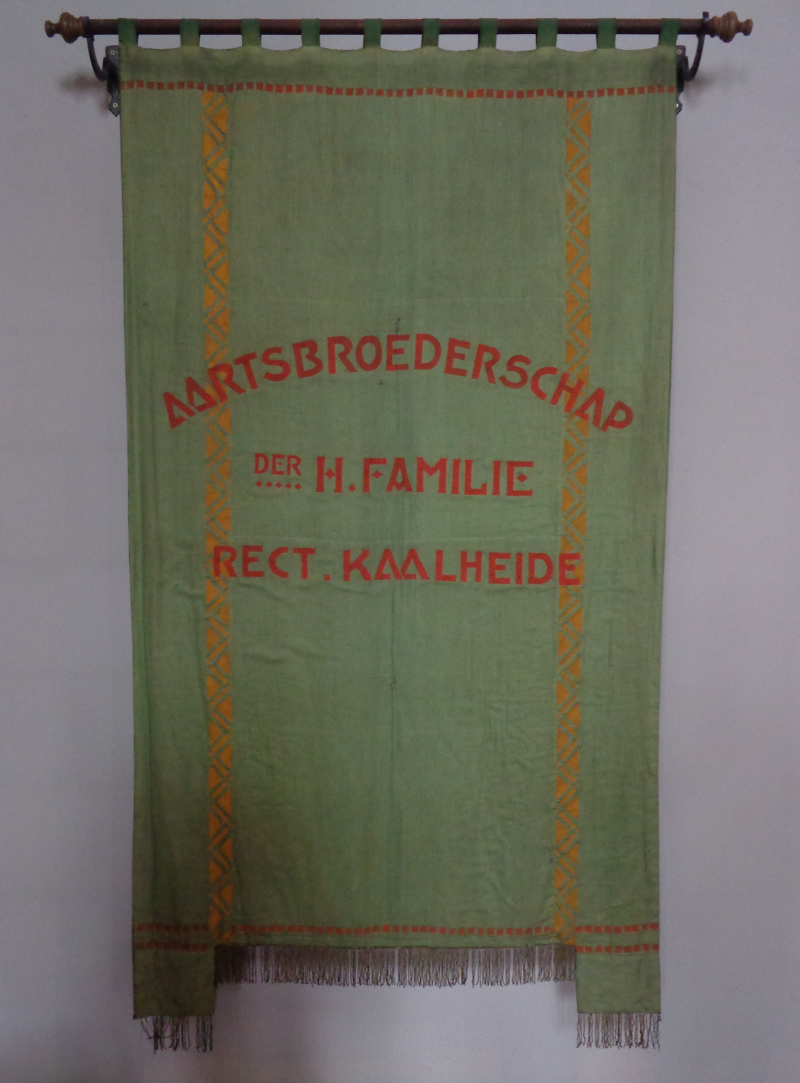 AARTSBROEDERSCHAP
DER H. FAMILIE
RECT. KAALHEIDE